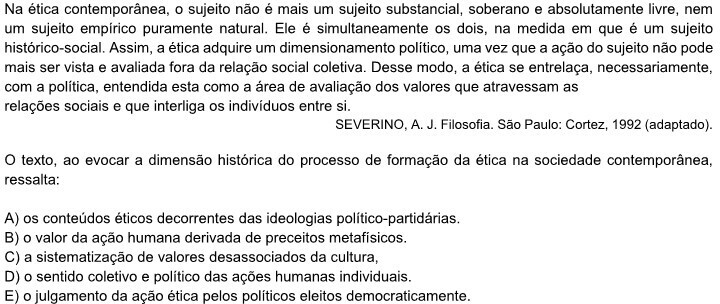 Na ética contemporânea, o sujeito não é mais um sujeito substancial, soberano e absolutamente livre, nem
um sujeito empírico puramente natural. Ele é simultaneamente os dois, na medida em que é um sujeito
histórico-social. Assim, a ética adquire um dimensionamento político, uma vez que a ação do sujeito não pode
mais ser vista e avaliada fora da relação social coletiva. Desse modo, a ética se entrelaça, necessariamente,
com a política, entendida esta como a área de avaliação dos valores que atravessam as
relações sociais e que interliga os indivíduos entre si.
SEVERINO, A. J. Filosofia. São Paulo: Cortez, 1992 (adaptado).
O texto, ao evocar a dimensão histórica do processo de formação da ética na sociedade contemporânea,
ressalta:
A) os conteúdos éticos decorrentes das ideologias político-partidárias.
B) o valor da ação humana derivada de preceitos metafísicos.
C) a sistematização de valores desassociados da cultura,
D) o sentido coletivo e político das ações humanas individuais.
E) o julgamento da ação ética pelos políticos eleitos democraticamente.